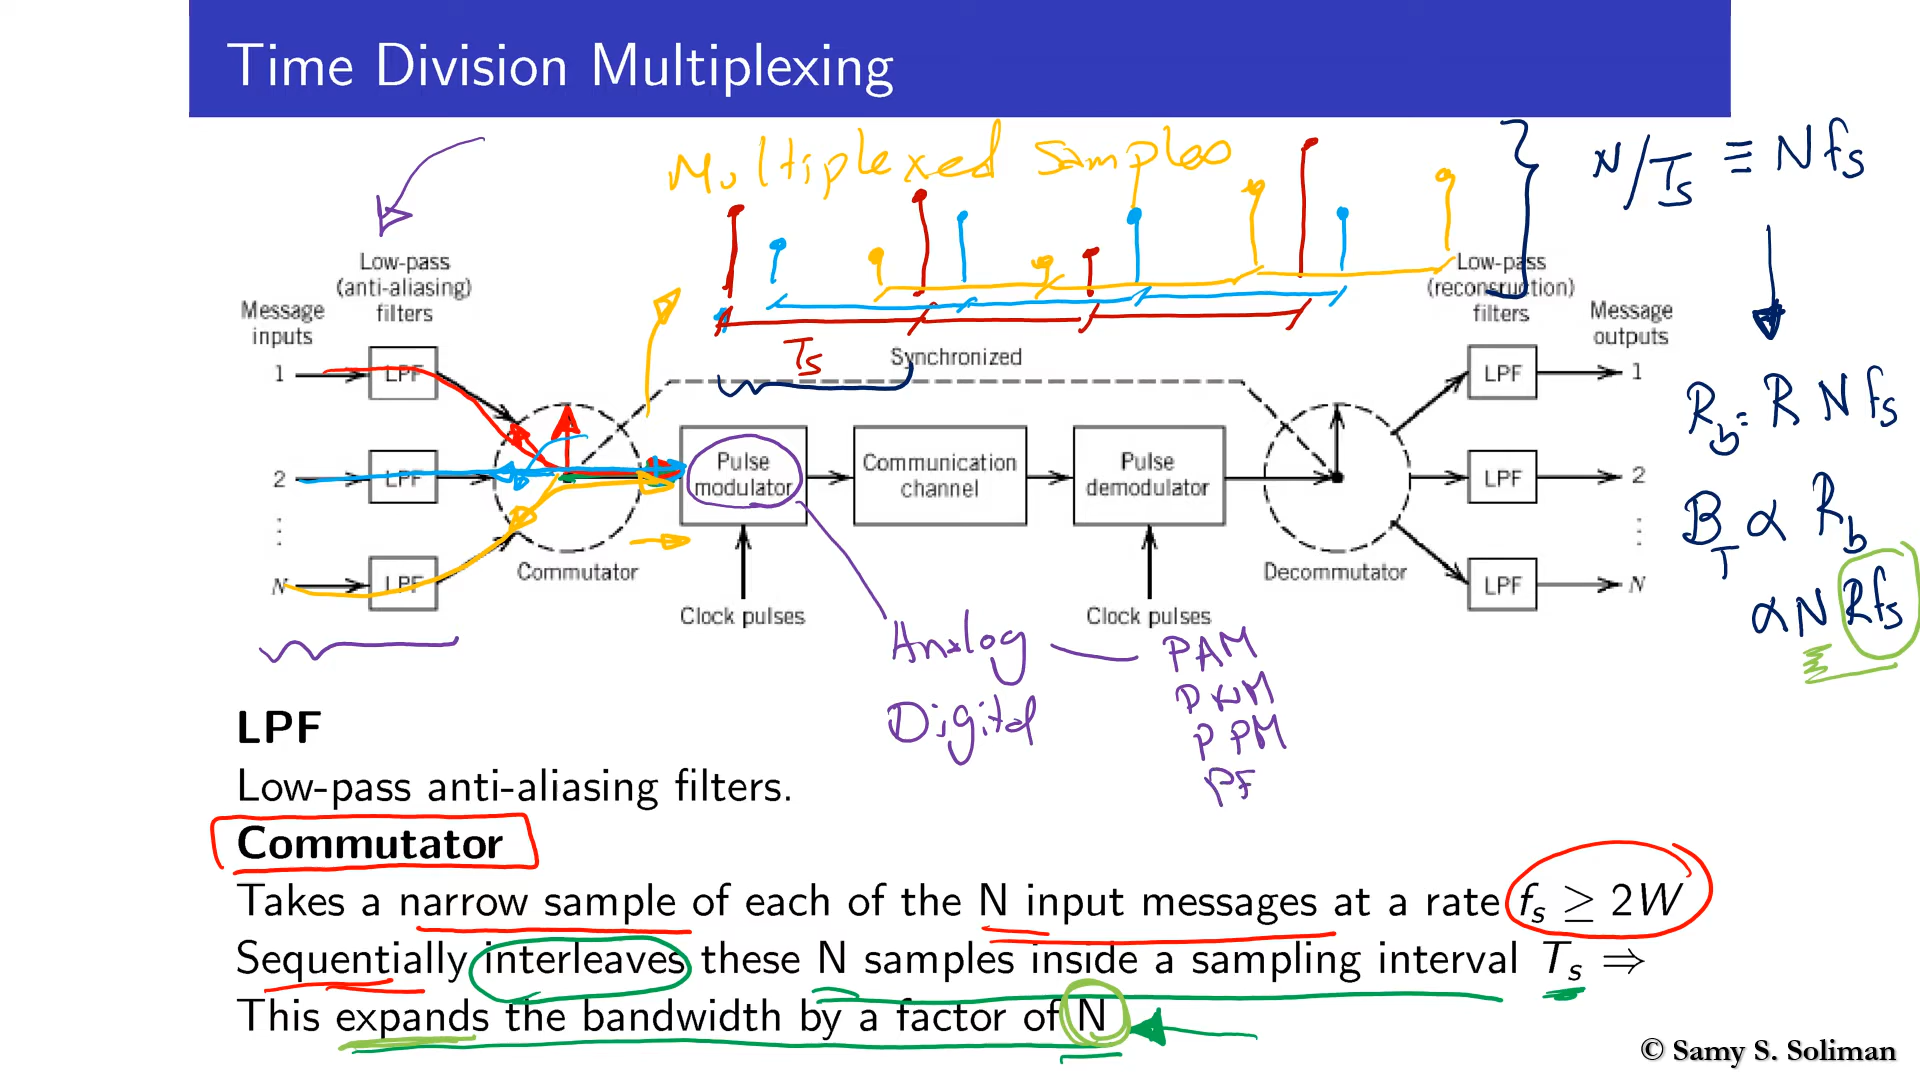 Time Division Multiplexing
Multiplexed Samples
N/Ts ≡ Nfs
Low-pass
(anti-aliasing)
filters
Message
inputs
Low-pass
(reconstruction)
filters
Message
outputs
Ts
Synchronized
1
LPF
LPF
1
Rb = R N fs
2
LPF
Pulse
modulator
Communication
channel
Pulse
demodulator
LPF
2
BT ∝ Rb
⋮
⋮
N
LPF
Commutator
Decommutator
LPF
N
∝ N Rfs
Clock pulses
Clock pulses
Analog
PAM
PWM
Digital
PPM
PF
LPF
Low-pass anti-aliasing filters.
Commutator
Takes a narrow sample of each of the N input messages at a rate fs ≥ 2W
Sequentially interleaves these N samples inside a sampling interval Ts ⇒
This expands the bandwidth by a factor of N
© Samy S. Soliman